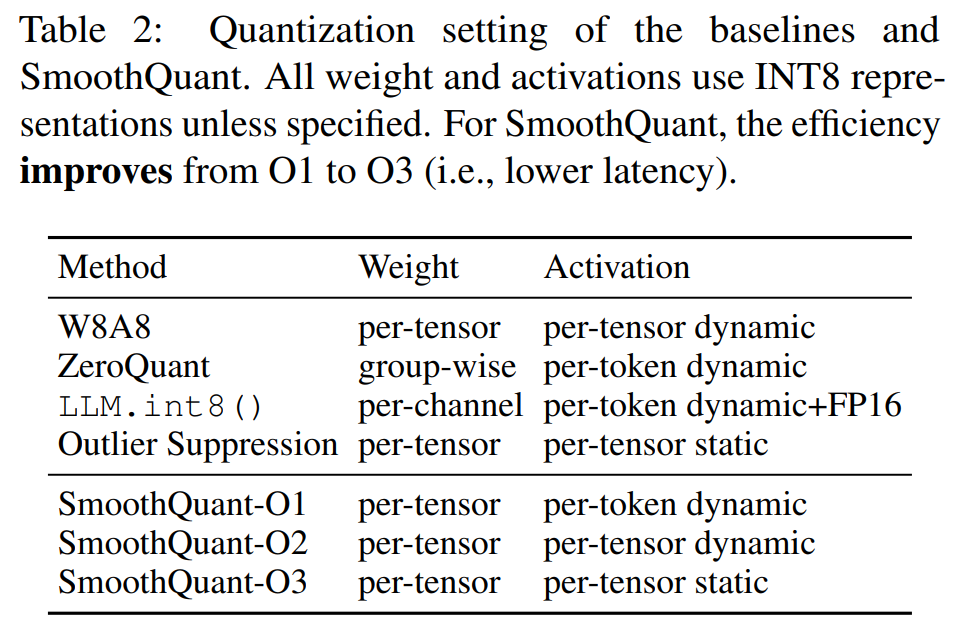 Table 2: Quantization setting of the baselines and
SmoothQuant. All weight and activations use INT8 repre-
sentations unless specified. For SmoothQuant, the efficiency
improves from O1 to O3 (i.e., lower latency).
Method Weight Activation
W8A8 per-tensor per-tensor dynamic
ZeroQuant group-wise per-token dynamic
LLM.int8() per-channel per-token dynamic+FP16
Outlier Suppression per-tensor per-tensor static
SmoothQuant-O1 per-tensor per-token dynamic
SmoothQuant-O2 per-tensor per-tensor dynamic
SmoothQuant-O3 per-tensor per-tensor static